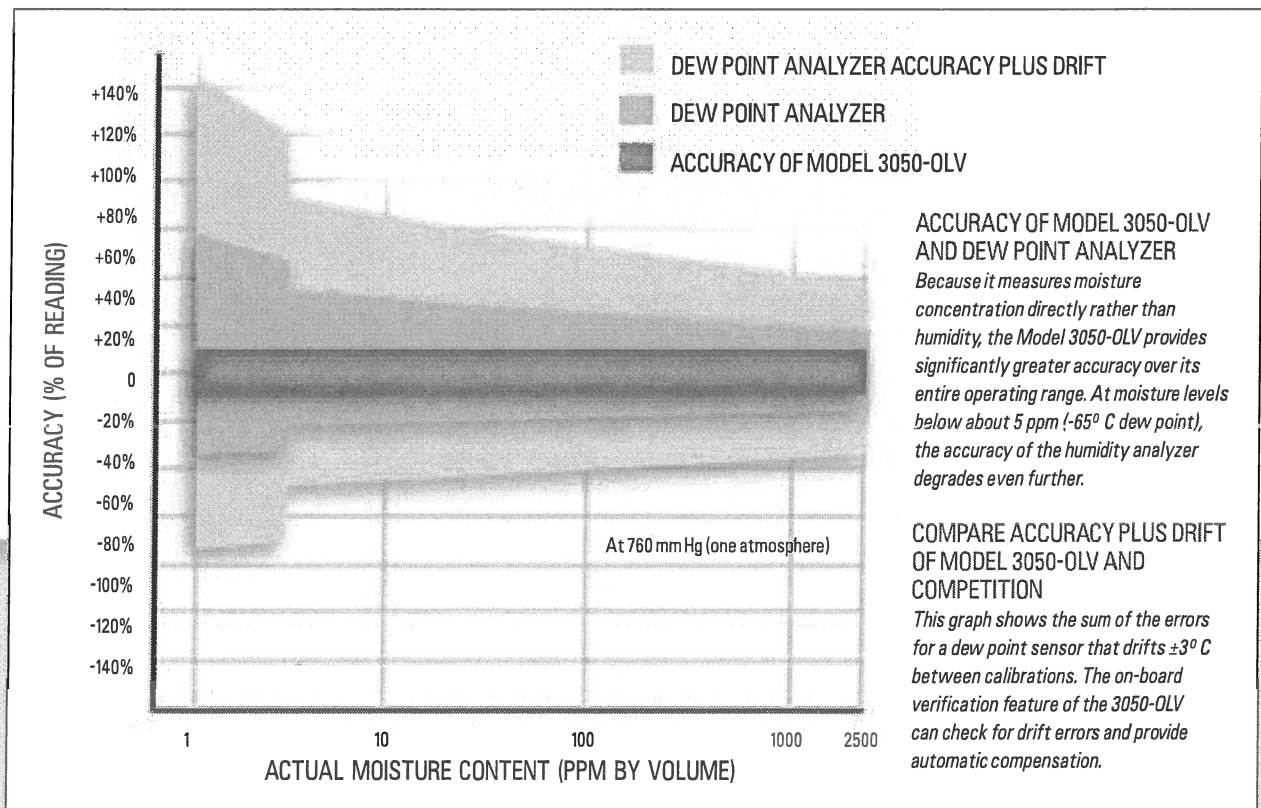 DEW POINT ANALYZER ACCURACY PLUS DRIFT
DEW POINT ANALYZER
ACCURACY OF MODEL 3050-OLV
ACCURACY (% OF READING)
+140%
+120%
+100%
+80%
+60%
+40%
+20%
0
-20%
-40%
-60%
-80%
-100%
-120%
-140%
At 760 mm Hg (one atmosphere)
1
10
100
1000
2500
ACTUAL MOISTURE CONTENT (PPM BY VOLUME)
ACCURACY OF MODEL 3050-OLV
AND DEW POINT ANALYZER
Because it measures moisture
concentration directly rather than
humidity, the Model 3050-OLV provides
significantly greater accuracy over its
entire operating range. At moisture levels
below about 5 ppm (-65º C dew point),
the accuracy of the humidity analyzer
degrades even further.
COMPARE ACCURACY PLUS DRIFT
OF MODEL 3050-OLV AND
COMPETITION
This graph shows the sum of the errors
for a dew point sensor that drifts ±3º C
between calibrations. The on-board
verification feature of the 3050-OLV
can check for drift errors and provide
automatic compensation.